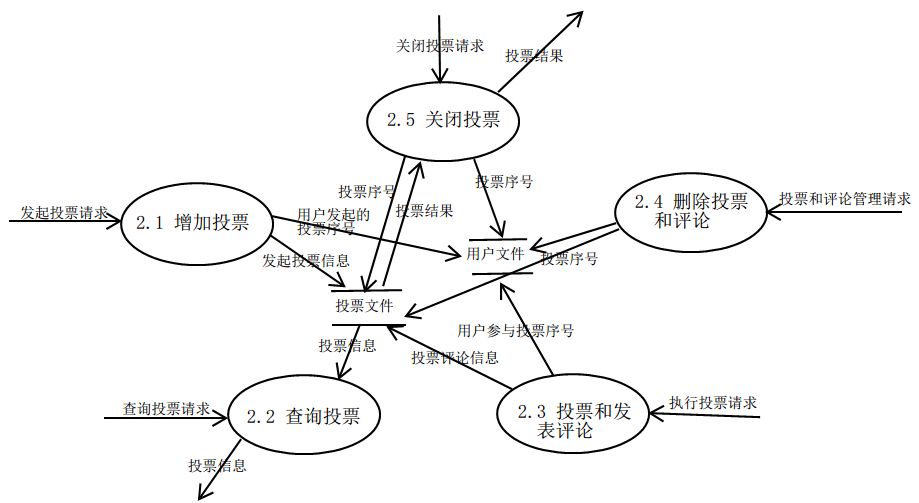 关闭投票请求
投票结果
2.5 关闭投票
投票序号
投票序号
投票结果
发起投票请求
2.1 增加投票
用户发起的
投票序号
发起投票信息
2.4 删除投票
和评论
投票和评论管理请求
用户文件
投票序号
投票文件
投票信息
用户参与投票序号
投票评论信息
查询投票请求
2.2 查询投票
2.3 投票和发
表评论
执行投票请求
投票信息